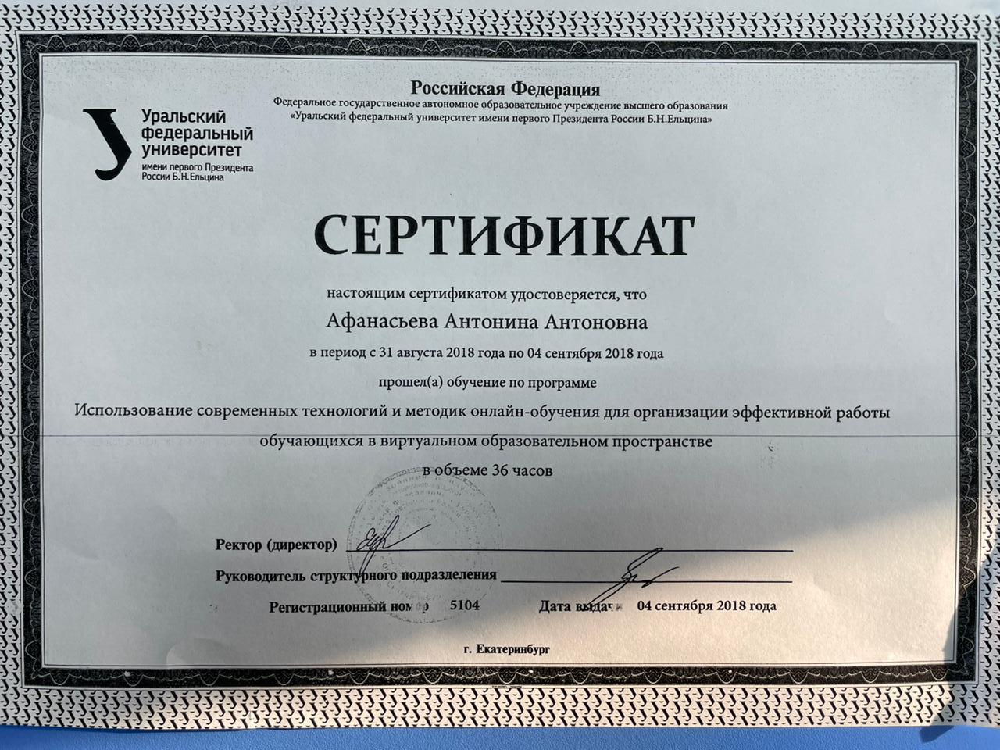 Российская Федерация
Федеральное государственное автономное образовательное учреждение высшего образования
«Уральский федеральный университет имени первого Президента России Б.Н.Ельцина»
Уральский
федеральный
университет
имени первого Президента
России Б.Н.Ельцина
СЕРТИФИКАТ
настоящим сертификатом удостоверяется, что
Афанасьева Антонина Антоновна
в период с 31 августа 2018 года по 04 сентября 2018 года
прошел(а) обучение по программе
Использование современных технологий и методик онлайн-обучения для организации эффективной работы
обучающихся в виртуальном образовательном пространстве
в объеме 36 часов
Ректор (директор)
Руководитель структурного подразделения
Регистрационный номер 5104 Дата выдачи 04 сентября 2018 года
г. Екатеринбург